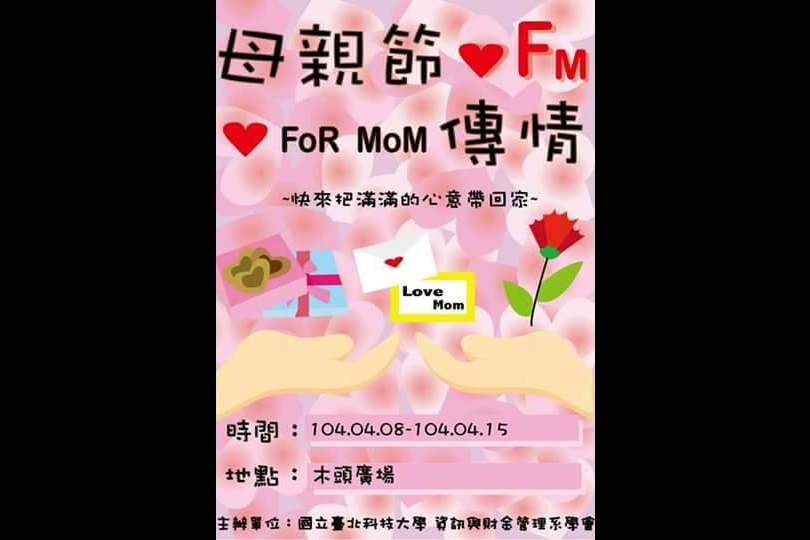 母親節 FM
FoR MoM 傳情
~快來把滿滿的心意帶回家~
Love
Mom
時間：104.04.08-104.04.15
地點：木頭廣場
主辦單位：國立臺北科技大學 資訊與財金管理系學會